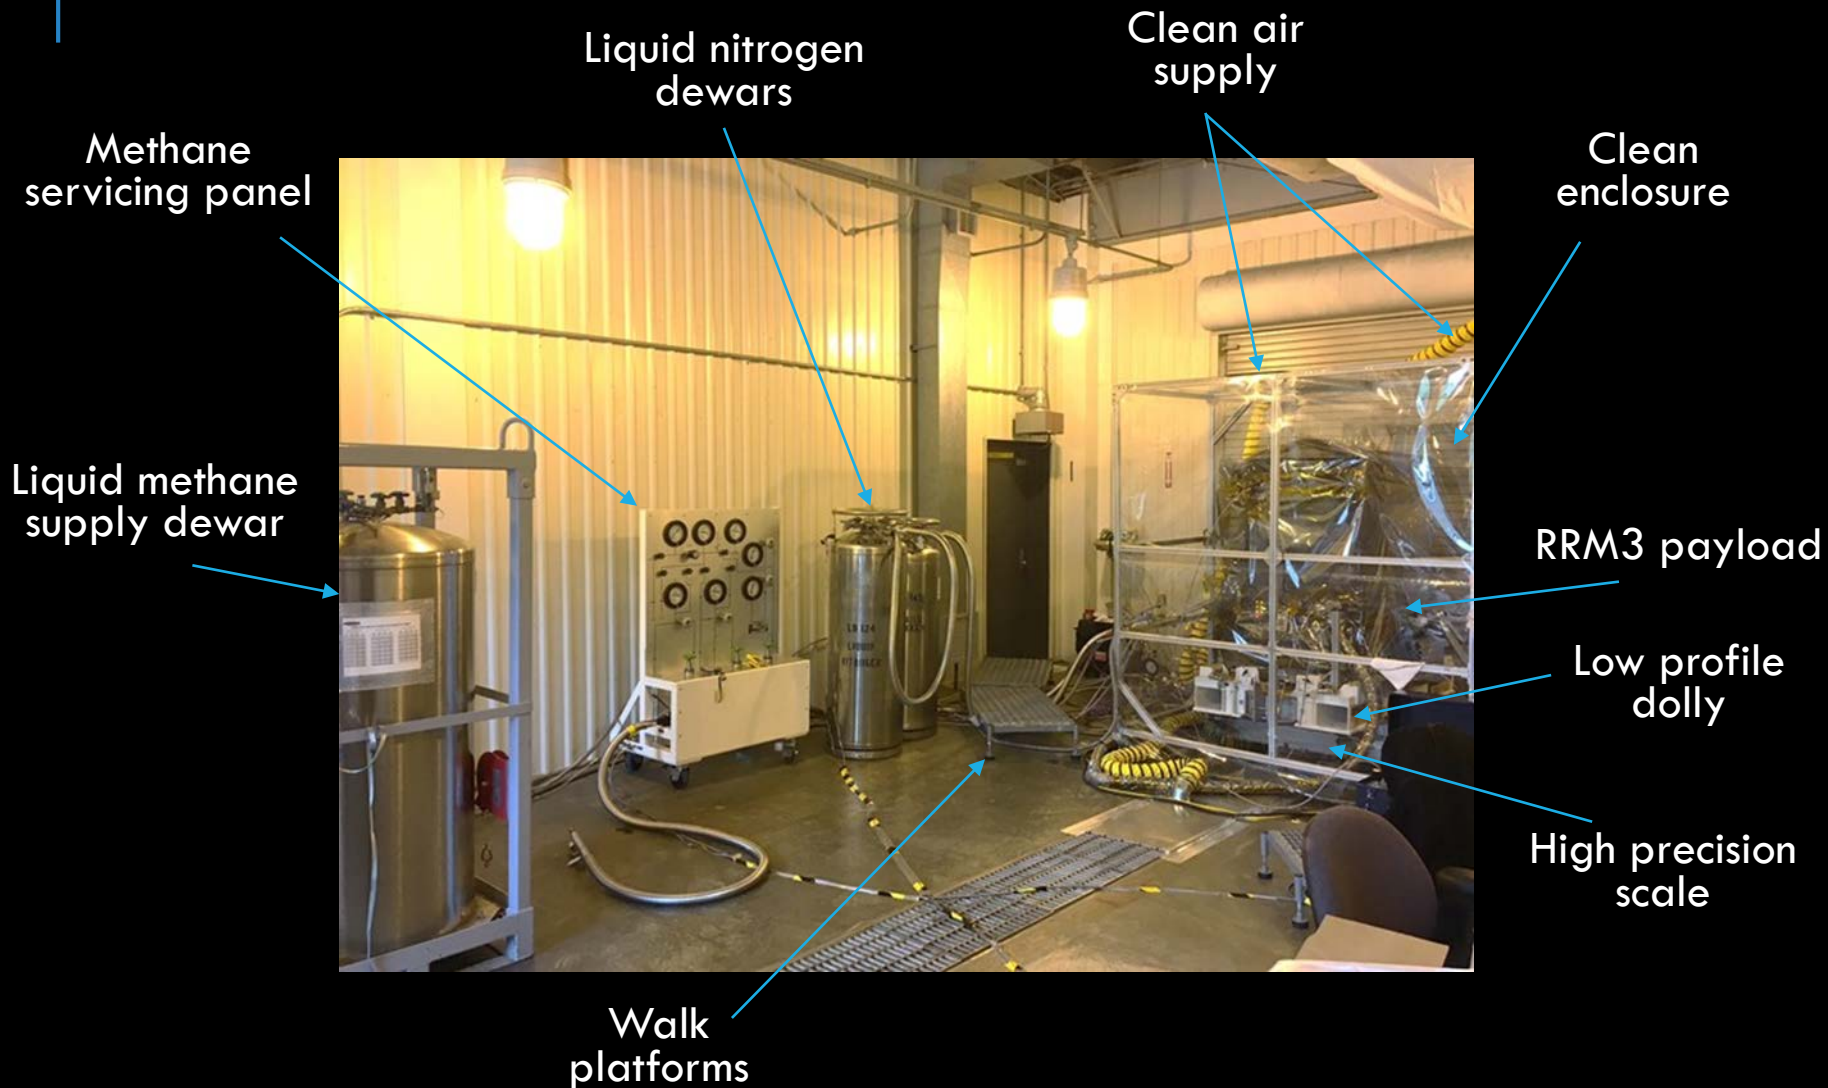 Liquid nitrogen
dewars
Clean air
supply
Methane
servicing panel
Clean
enclosure
Liquid methane
supply dewar
RRM3 payload
Low profile
dolly
High precision
scale
Walk
platforms